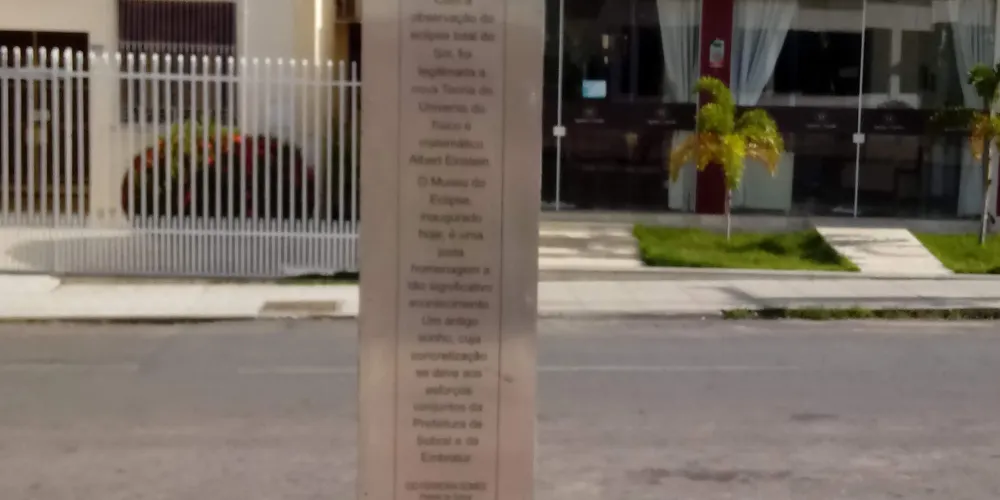 Com a
observação do
eclipse total do
Sol, foi
legitimada a
nova Teoria do
Universo, do
físico e
matemático
Albert Einstein.
O Museu do
Eclipse,
inaugurado
hoje, é uma
justa
homenagem a
tão significativo
acontecimento.
Um antigo
sonho, cuja
concretização
se deve aos
esforços
conjuntos da
Prefeitura de
Sobral e da
Embratur.